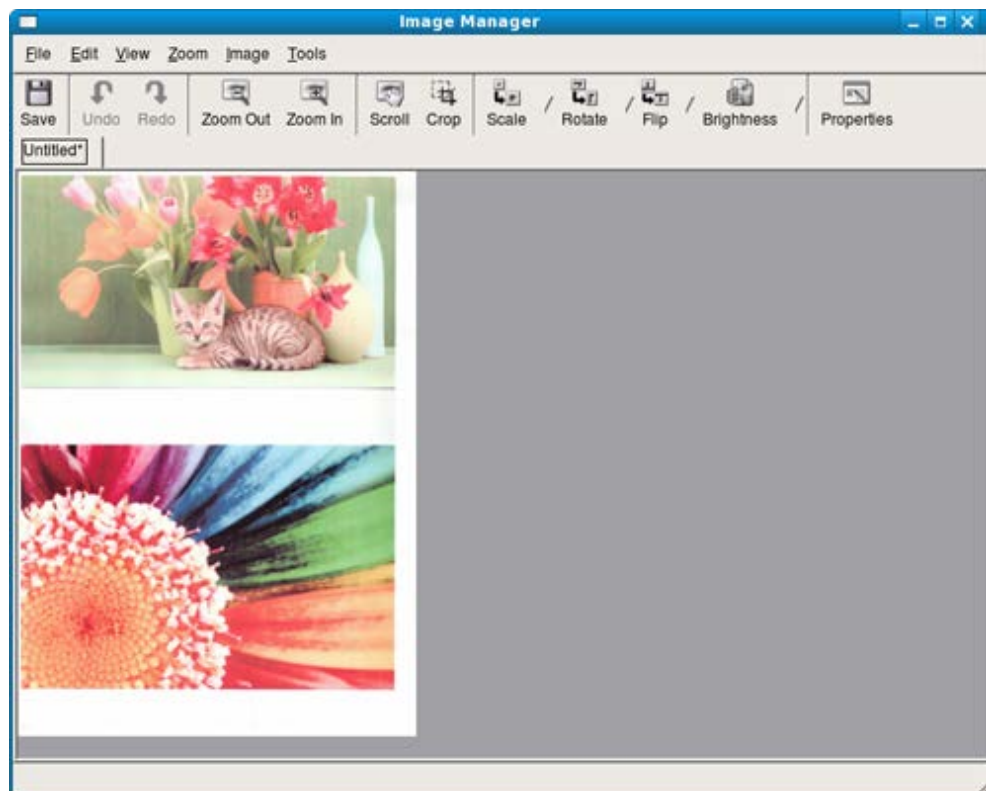 Image Manager
File Edit View Zoom Image Tools
Save Undo Redo Zoom Out Zoom In Scroll Crop Scale / Rotate / Flip / Brightness / Properties
Untitled*